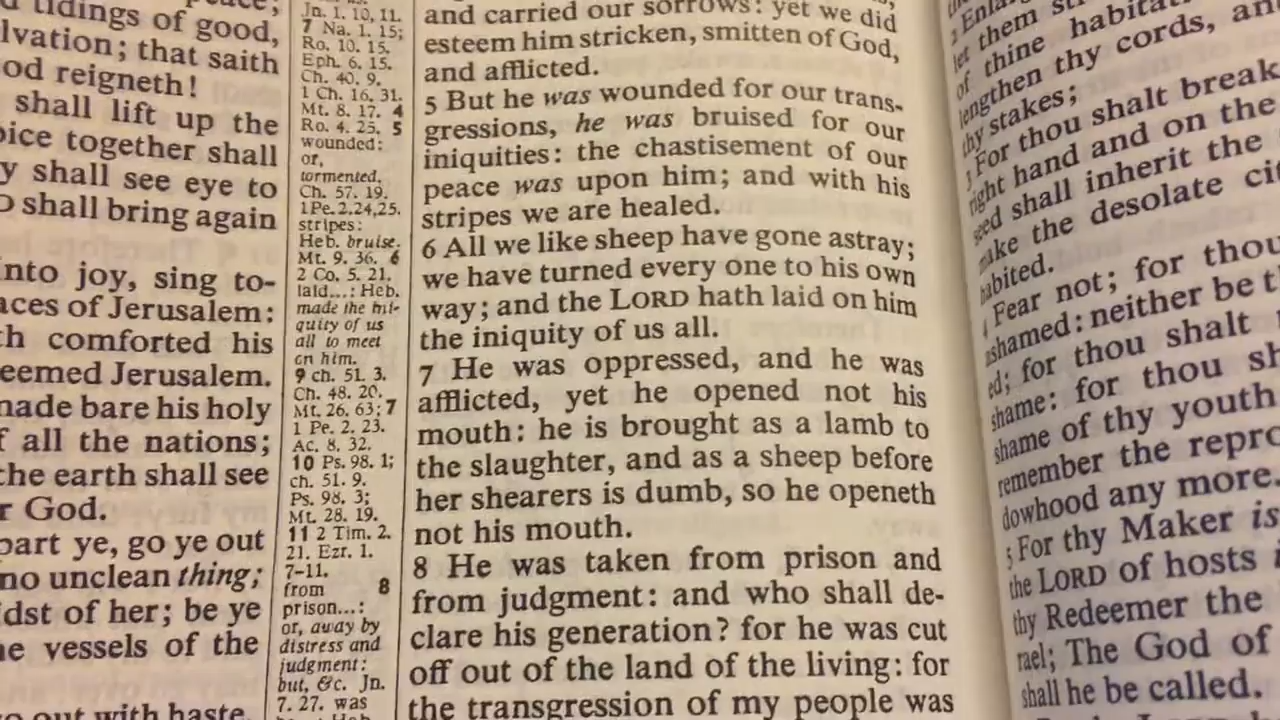 tidings of good,
lvation; that saith
od reigneth!
shall lift up the
oice together shall
y shall see eye to
D shall bring again
into joy, sing to-
aces of Jerusalem:
th comforted his
eemed Jerusalem.
made bare his holy
f all the nations;
the earth shall see
r God.
part ye, go ye out
no unclean thing;
idst of her; be ye
he vessels of the
o out with haste,
Jn. 1. 10, 11.
7 Na. 1. 15;
Ro. 10. 15.
Eph. 6. 15.
Ch. 40. 9.
1 Ch. 16. 31.
Mt. 8. 17. 4
Ro. 4. 25. 5
wounded:
or,
tormented.
Ch. 57. 19.
1Pe.2.24,25.
stripes:
Heb. bruise.
Mt. 9. 36. 6
2 Co. 5. 21.
laid...: Heb.
made the ini-
quity of us
all to meet
on him.
9 ch. 51. 3.
Ch. 48. 20.
Mt. 26. 63; 7
1 Pe. 2. 23.
Ac. 8. 32.
10 Ps. 98. 1;
ch. 51. 9.
Ps. 98. 3;
Mt. 28. 19.
11 2 Tim. 2.
21. Ezr. 1.
7-11.
from 8
prison...:
or, away by
distress and
judgment:
but, &c. Jn.
7. 27. was
and carried our sorrows: yet we did
esteem him stricken, smitten of God,
and afflicted.
5 But he was wounded for our trans-
gressions, he was bruised for our
iniquities: the chastisement of our
peace was upon him; and with his
stripes we are healed.
6 All we like sheep have gone astray;
we have turned every one to his own
way; and the LORD hath laid on him
the iniquity of us all.
7 He was oppressed, and he was
afflicted, yet he opened not his
mouth: he is brought as a lamb to
the slaughter, and as a sheep before
her shearers is dumb, so he openeth
not his mouth.
8 He was taken from prison and
from judgment: and who shall de-
clare his generation? for he was cut
off out of the land of the living: for
the transgression of my people was
2 Enlar
let them st
of thine habita
lengthen thy cords, and
thy stakes;
3 For thou shalt break
right hand and on the
seed shall inherit the
make the desolate cit
habited.
4 Fear not; for thou
ashamed: neither be t
ed; for thou shalt
shame: for thou sh
shame of thy youth
remember the repro
dowhood any more.
5 For thy Maker is
the LORD of hosts
thy Redeemer the
rael; The God of
shall he be called.